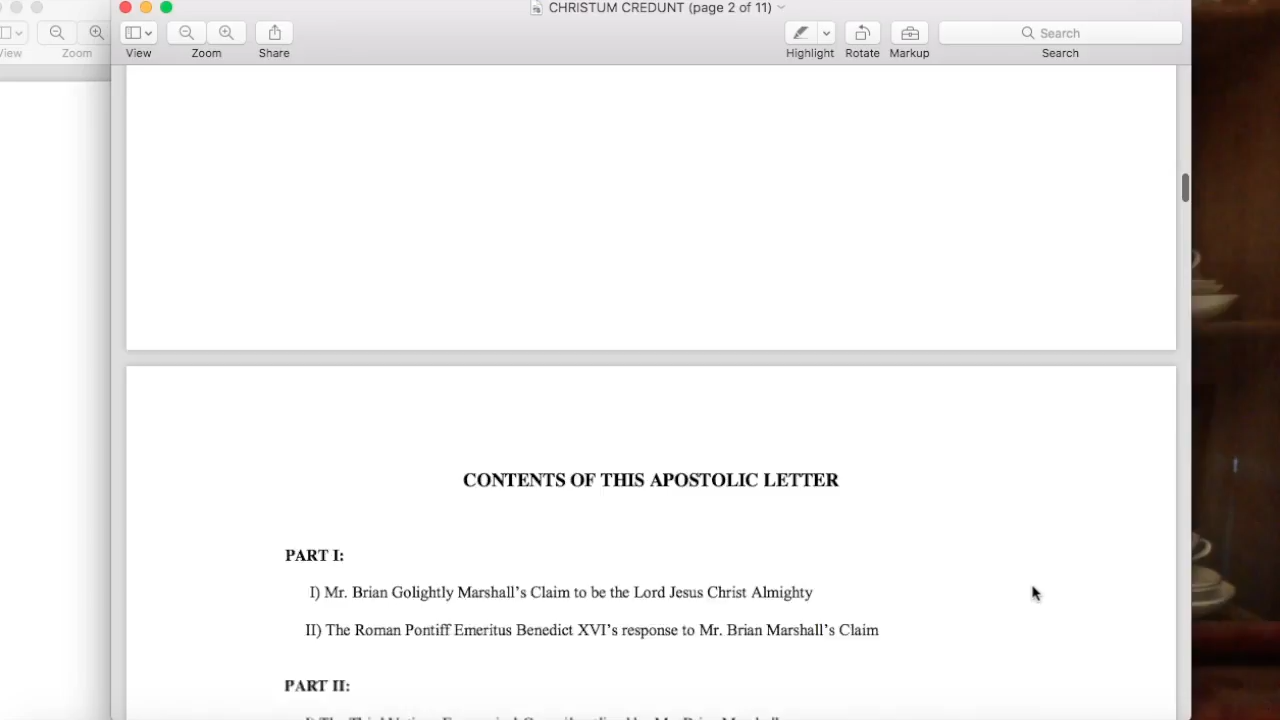 CHRISTUM CREDUNT (page 2 of 11)
View
Zoom
View
Zoom
Share
Highlight
Rotate
Markup
Search
Search
CONTENTS OF THIS APOSTOLIC LETTER
PART I:
I) Mr. Brian Golightly Marshall's Claim to be the Lord Jesus Christ Almighty
II) The Roman Pontiff Emeritus Benedict XVI's response to Mr. Brian Marshall's Claim
PART II: